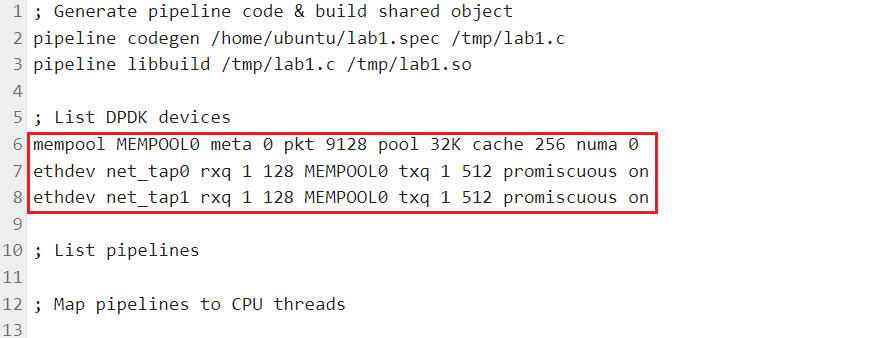 1 ; Generate pipeline code & build shared object
2 pipeline codegen /home/ubuntu/lab1.spec /tmp/lab1.c
3 pipeline libbuild /tmp/lab1.c /tmp/lab1.so
4
5 ; List DPDK devices
6 mempool MEMPOOL0 meta 0 pkt 9128 pool 32K cache 256 numa 0
7 ethdev net_tap0 rxq 1 128 MEMPOOL0 txq 1 512 promiscuous on
8 ethdev net_tap1 rxq 1 128 MEMPOOL0 txq 1 512 promiscuous on
9
10 ; List pipelines
11
12 ; Map pipelines to CPU threads
13